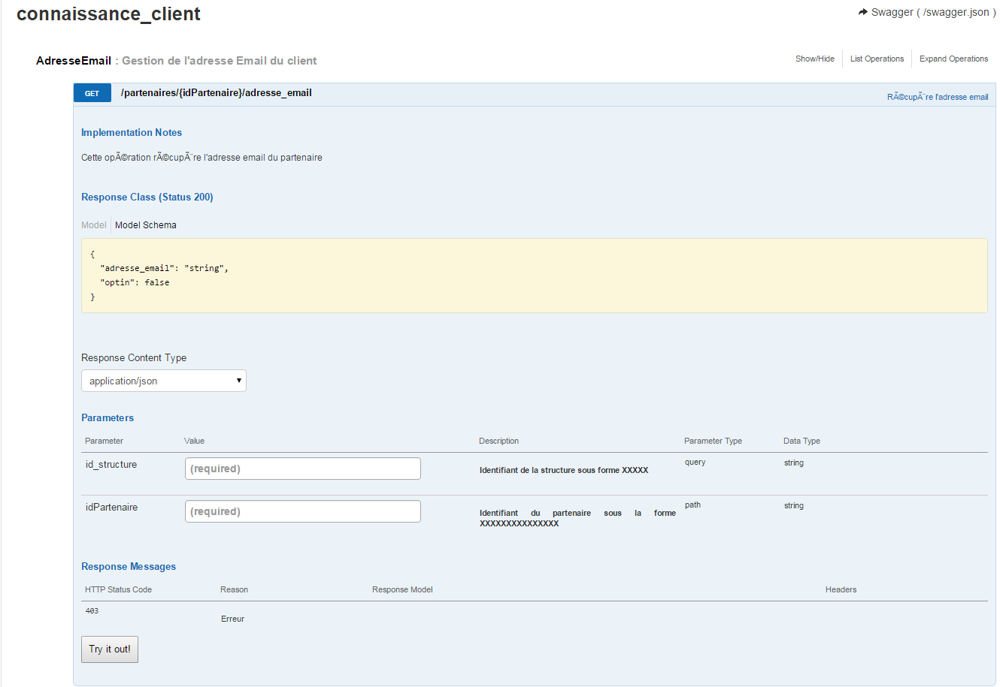 connaissance_client
Swagger ( /swagger.json )
AdresseEmail : Gestion de l'adresse Email du client
Show/Hide
List Operations
Expand Operations
GET
/partenaires/{idPartenaire}/adresse_email
RÃ©cupÃ¨re l'adresse email
Implementation Notes
Cette opÃ©ration rÃ©cupÃ¨re l'adresse email du partenaire
Response Class (Status 200)
Model
Model Schema
{
"adresse_email": "string",
"optin": false
}
Response Content Type
application/json
Parameters
Parameter Value Description Parameter Type Data Type
id_structure (required) Identifiant de la structure sous forme XXXXX query string
idPartenaire (required) Identifiant du partenaire sous la forme path string
XXXXXXXXXXXXXXX
Response Messages
HTTP Status Code Reason Response Model Headers
403
Erreur
Try it out!